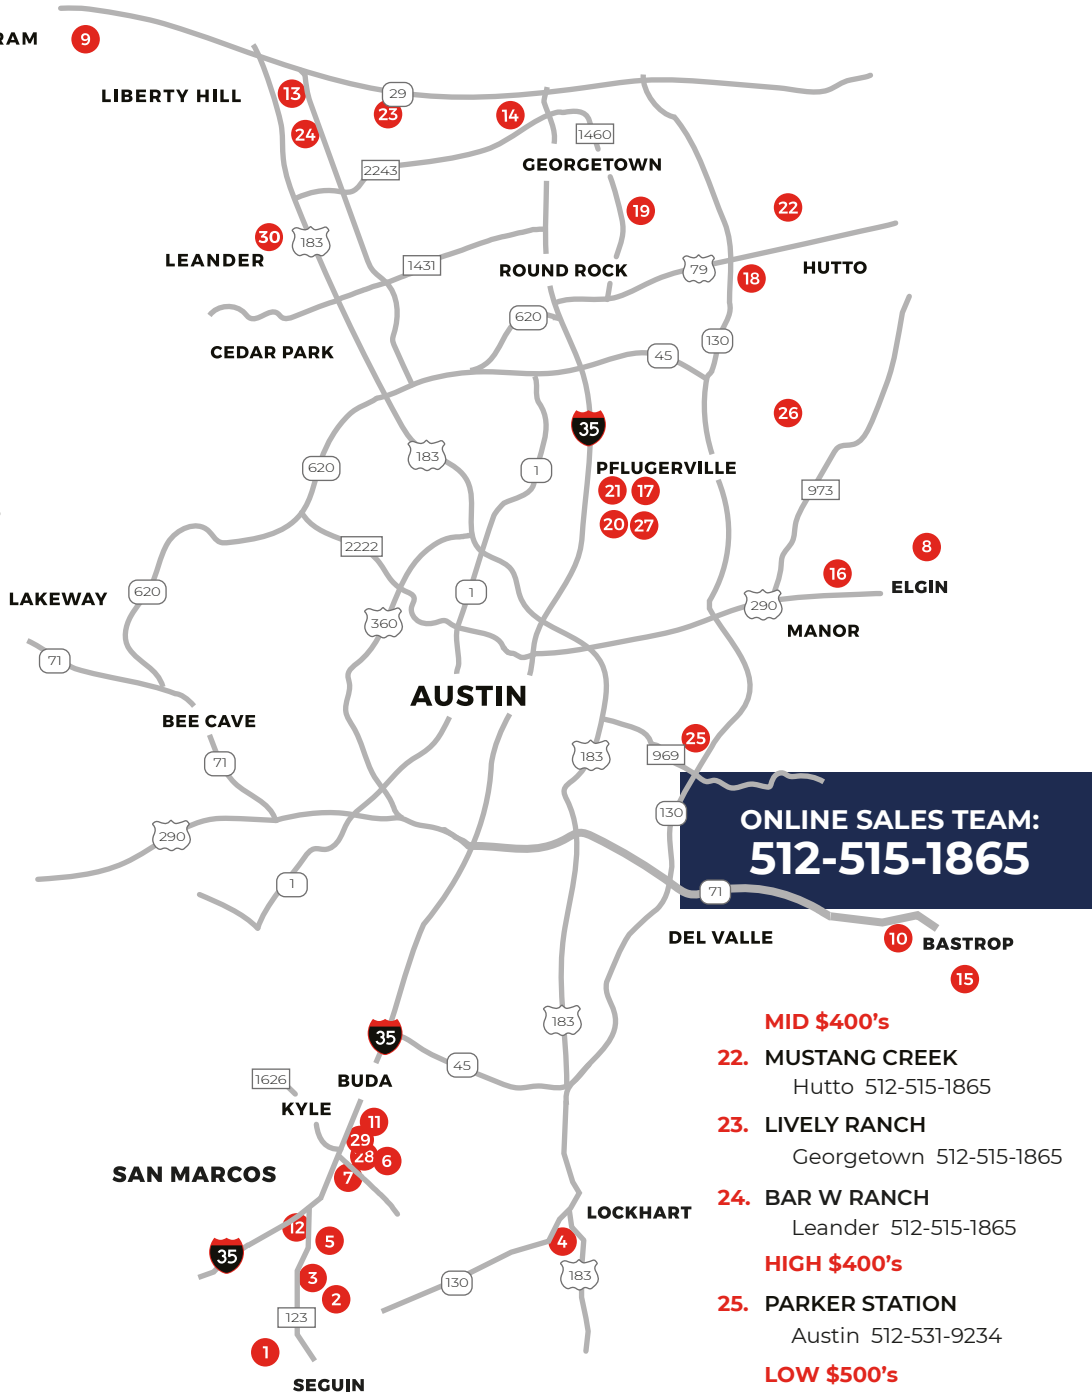 RAM
9
LIBERTY HILL
13
29
23
14
24
1460
2243
GEORGETOWN
19
22
30
183
LEANDER
1431
ROUND ROCK
79
HUTTO
18
620
130
CEDAR PARK
45
26
35
183
620
1
PFLUGERVILLE
21
17
973
20
27
2222
8
16
ELGIN
LAKEWAY
620
1
290
360
MANOR
71
AUSTIN
BEE CAVE
25
183
969
71
130
290
ONLINE SALES TEAM:
512-515-1865
1
71
DEL VALLE
10
BASTROP
15
183
35
45
1626
BUDA
KYLE
11
29
28
6
7
SAN MARCOS
12
5
35
LOCKHART
4
3
130
183
2
123
1
SEGUIN
MID $400's
22. MUSTANG CREEK
Hutto 512-515-1865
23. LIVELY RANCH
Georgetown 512-515-1865
24. BAR W RANCH
Leander 512-515-1865
HIGH $400's
25. PARKER STATION
Austin 512-531-9234
LOW $500's